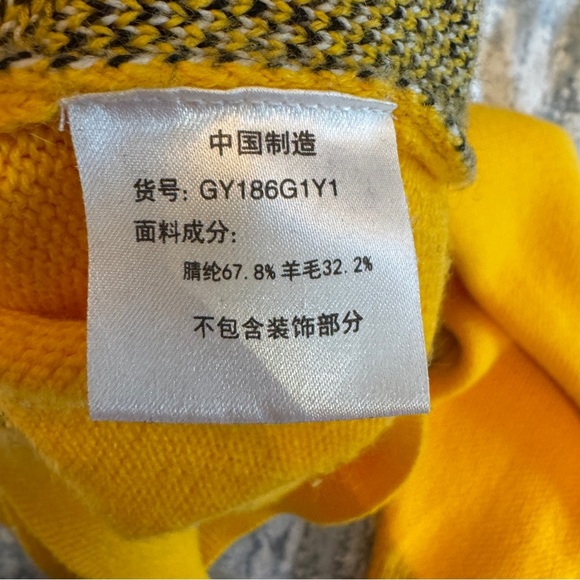 中国制造
货号: GY186G1Y1
面料成分:
腈纶67.8% 羊毛32.2%
不包含装饰部分